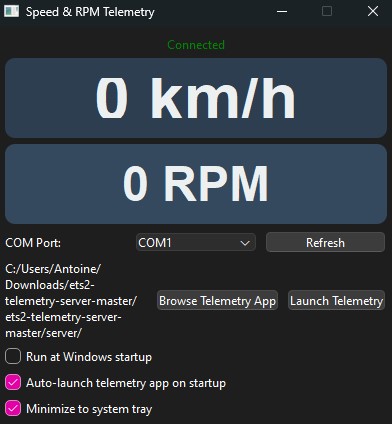 Speed & RPM Telemetry
Connected
0 km/h
0 RPM
COM Port:
COM1
Refresh
C:/Users/Antoine/
Downloads/ets2-
telemetry-server-master/
ets2-telemetry-server-
master/server/
Browse Telemetry App
Launch Telemetry
Run at Windows startup
Auto-launch telemetry app on startup
Minimize to system tray